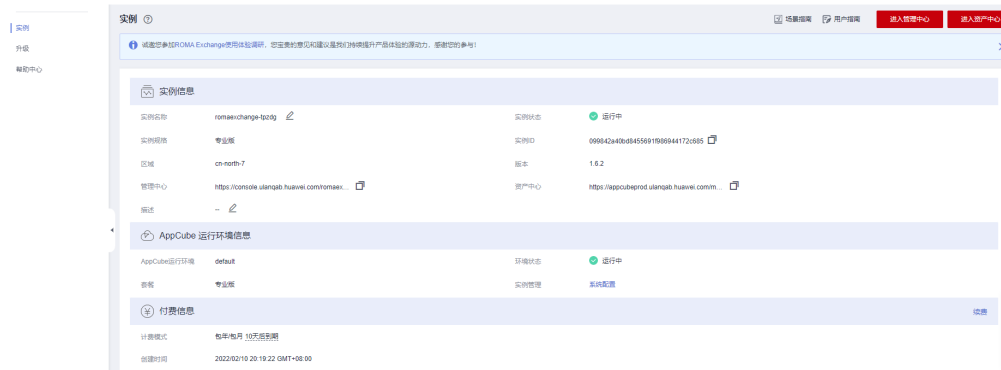 实例
升级
帮助中心
实例
场景指南 用户指南 进入管理中心 进入资产中心
诚邀您参加ROMA Exchange使用体验调研，您宝贵的意见和建议是我们持续提升产品体验的源动力，感谢您的参与！
实例信息
实例名称 romaexchange-tpzdg 实例状态 运行中
实例规格 专业版 实例ID 099842a40bd8455691f986944172c685
区域 cn-north-7 版本 1.6.2
管理中心 https://console.ulanqab.huawei.com/romaex... 资产中心 https://appcubeprod.ulanqab.huawei.com/m...
描述 --
AppCube 运行环境信息
AppCube运行环境 default 环境状态 运行中
套餐 专业版 实例管理 系统配置
付费信息 续费
计费模式 包年/包月 10天后到期
创建时间 2022/02/10 20:19:22 GMT+08:00